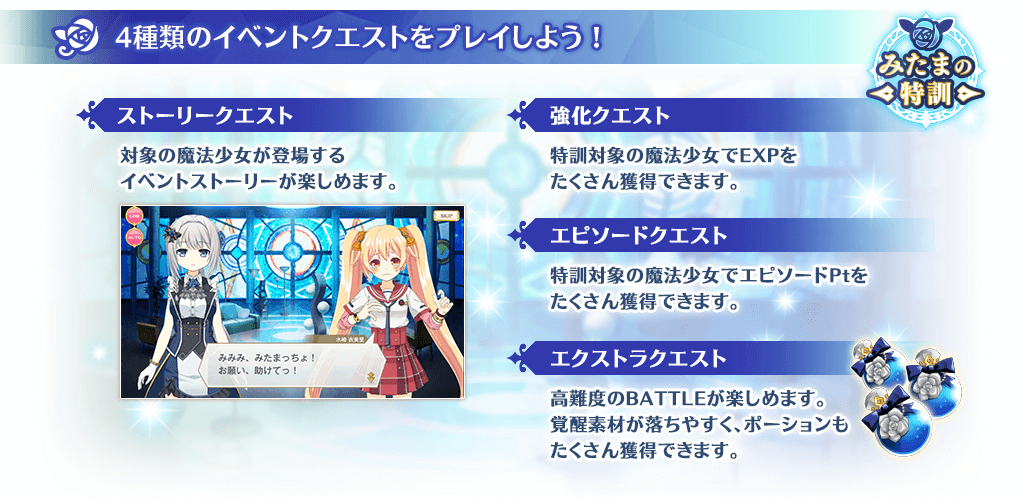 4種類のイベントクエストをプレイしよう！
みたまの
特訓
ストーリークエスト
対象の魔法少女が登場する
イベントストーリーが楽しめます。
LOG
AUTO
SKIP
木崎 衣美里
みみみ、みたまっちょ！
お願い、助けてっ！
強化クエスト
特訓対象の魔法少女でEXPを
たくさん獲得できます。
エピソードクエスト
特訓対象の魔法少女でエピソードPtを
たくさん獲得できます。
エクストラクエスト
高難度のBATTLEが楽しめます。
覚醒素材が落ちやすく、ポーションも
たくさん獲得できます。